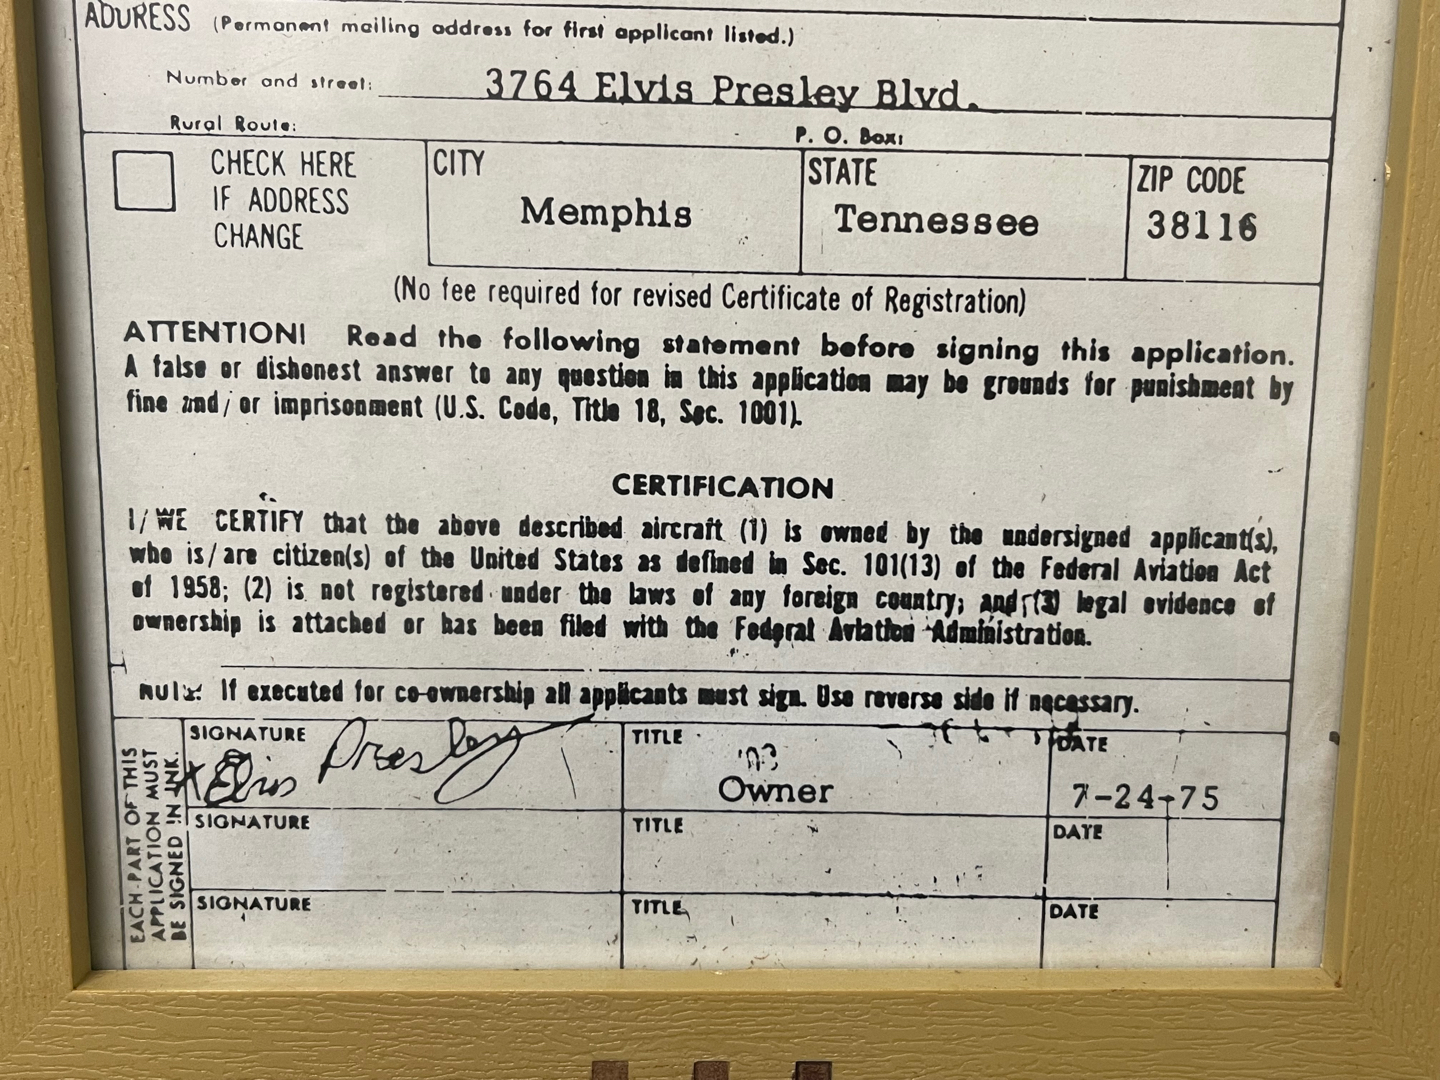 ADDRESS (Permanent mailing address for first applicant listed.)
Number and street: 3764 Elvis Presley Blvd.
Rural Route: P. O. Box:
CHECK HERE
IF ADDRESS
CHANGE
CITY
Memphis
STATE
Tennessee
ZIP CODE
38116
(No fee required for revised Certificate of Registration)
ATTENTION! Read the following statement before signing this application.
A false or dishonest answer to any question in this application may be grounds for punishment by
fine and/or imprisonment (U.S. Code, Title 18, Sec. 1001).
CERTIFICATION
I/WE CERTIFY that the above described aircraft (1) is owned by the undersigned applicant(s),
who is/are citizen(s) of the United States as defined in Sec. 101(13) of the Federal Aviation Act
of 1958; (2) is not registered under the laws of any foreign country; and (3) legal evidence of
ownership is attached or has been filed with the Federal Aviation Administration.
NOTE: If executed for co-ownership all applicants must sign. Use reverse side if necessary.
EACH PART OF THIS
APPLICATION MUST
BE SIGNED IN INK.
SIGNATURE
x Elvis Presley
TITLE
Owner
DATE
7-24-75
SIGNATURE
TITLE
DATE
SIGNATURE
TITLE
DATE